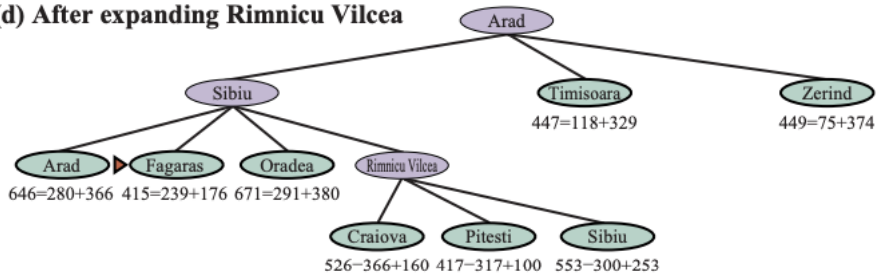 (d) After expanding Rimnicu Vilcea
Arad
Sibiu Timisoara Zerind
447=118+329 449=75+374
Arad Fagaras Oradea Rimnicu Vilcea
646=280+366 415=239+176 671=291+380
Craiova Pitesti Sibiu
526−366+160 417−317+100 553−300+253